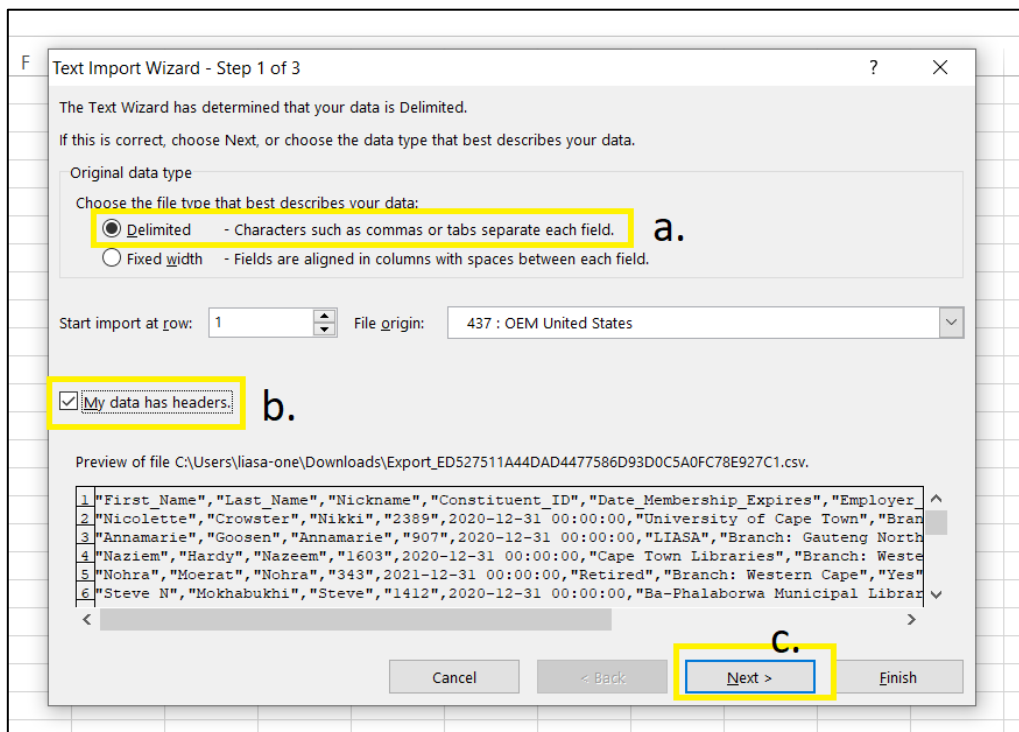 F
Text Import Wizard - Step 1 of 3 ?
The Text Wizard has determined that your data is Delimited.
If this is correct, choose Next, or choose the data type that best describes your data.
Original data type
Choose the file type that best describes your data:
Delimited - Characters such as commas or tabs separate each field. a.
Fixed width - Fields are aligned in columns with spaces between each field.
Start import at row: 1 File origin: 437 : OEM United States
My data has headers. b.
Preview of file C:\Users\liasa-one\Downloads\Export_ED527511A44DAD4477586D93D0C5A0FC78E927C1.csv.
1 "First_Name","Last_Name","Nickname","Constituent_ID","Date_Membership_Expires","Employer_
2 "Nicolette","Crowster","Nikki","2389",2020-12-31 00:00:00,"University of Cape Town","Bran
3 "Annamarie","Goosen","Annamarie","907",2020-12-31 00:00:00,"LIASA","Branch: Gauteng North
4 "Naziem","Hardy","Nazeem","1603",2020-12-31 00:00:00,"Cape Town Libraries","Branch: Weste
5 "Nohra","Moerat","Nohra","343",2021-12-31 00:00:00,"Retired","Branch: Western Cape","Yes"
6 "Steve N","Mokhabukhi","Steve","1412",2020-12-31 00:00:00,"Ba-Phalaborwa Municipal Librar
c.
Cancel < Back Next > Finish